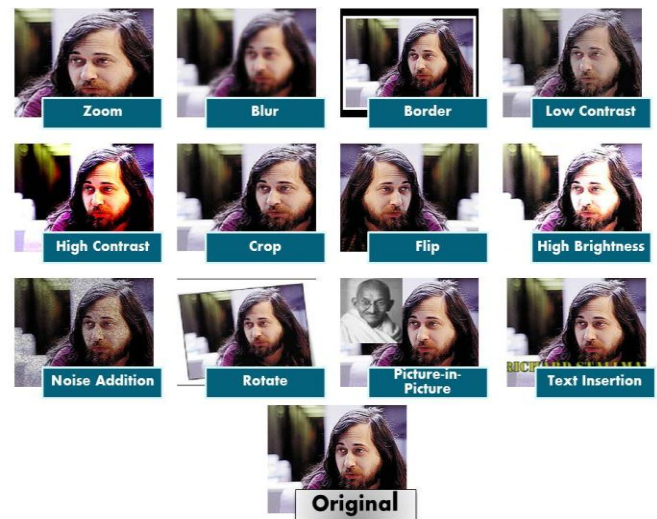 Zoom
Blur
Border
Low Contrast
High Contrast
Crop
Flip
High Brightness
Noise Addition
Rotate
Picture-in-
Picture
Text Insertion
Original